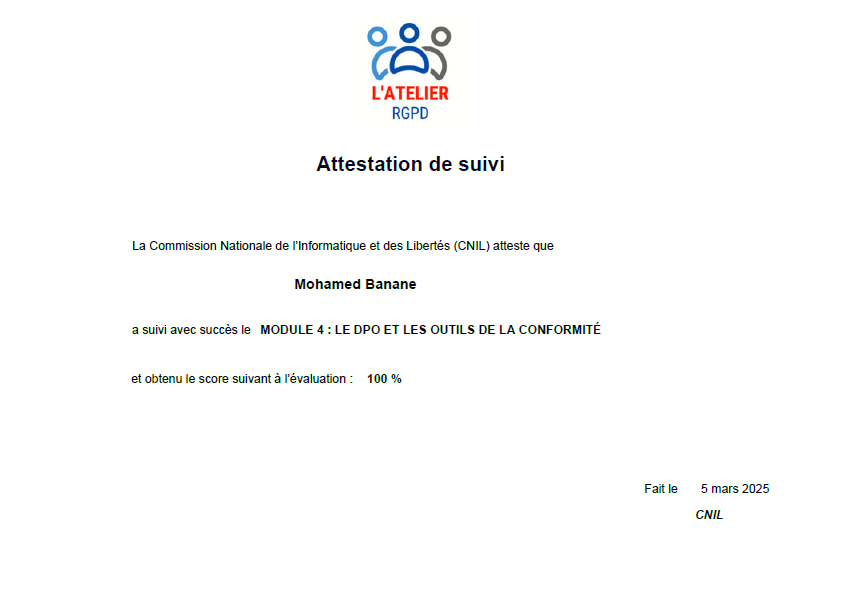 L'ATELIER
RGPD
Attestation de suivi
La Commission Nationale de l'Informatique et des Libertés (CNIL) atteste que
Mohamed Banane
a suivi avec succès le MODULE 4 : LE DPO ET LES OUTILS DE LA CONFORMITÉ
et obtenu le score suivant à l'évaluation : 100 %
Fait le 5 mars 2025
CNIL